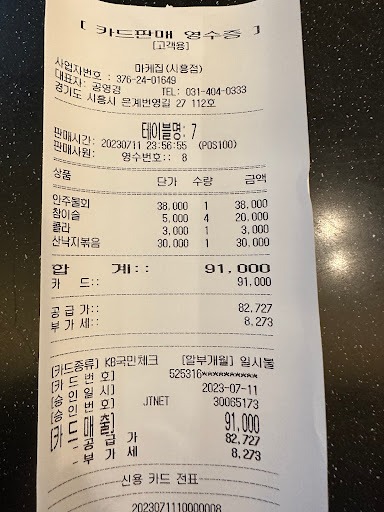 [ 카드판매 영수증 ]
[고객용]
마케집(시흥점)
사업자번호 : 376-24-01649
대표자: 공영경 TEL: 031-404-0333
경기도 시흥시 은계번영길 27 112호
테이블명: 7
판매시간: 20230711 23:56:55 (POS100)
판매사원: 영수번호:: 8
상품 단가 수량 금액
인주물회 38,000 1 38,000
참이슬 5,000 4 20,000
콜라 3,000 1 3,000
산낙지볶음 30,000 1 30,000
합 계:: 91,000
카 드:: 91,000
공급가:: 82,727
부가세:: 8,273
[카드종류] KB국민체크 [할부개월] 일시불
[카드번호] 525316**********
[승인일시] 2023-07-11
[승인번호] JTNET 30065173
[카드매출] 91,000
-공급가 82,727
-부가세 8,273
신용 카드 전표
2023071110000008